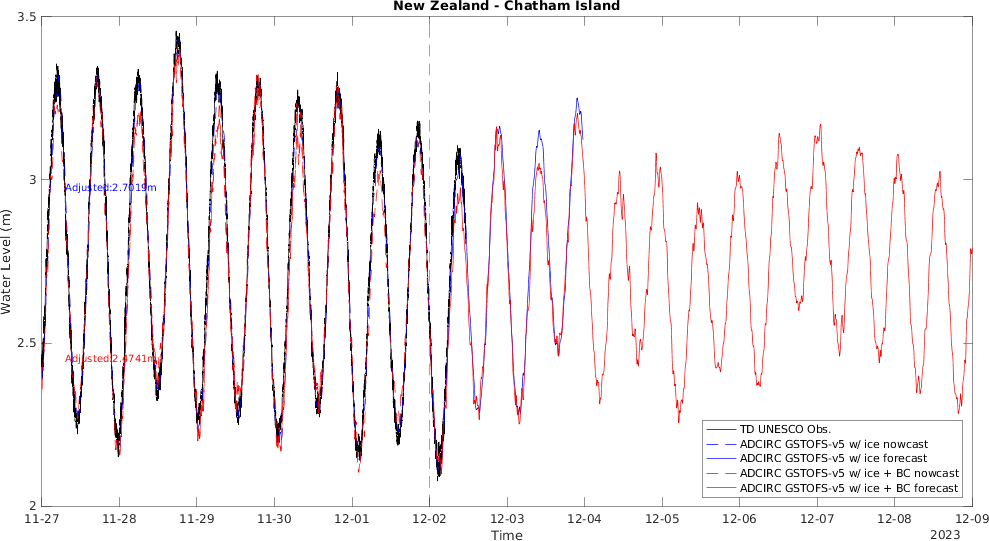 New Zealand - Chatham Island
3.5
3
2.5
2
Water Level (m)
Adjusted:2.7019m
Adjusted:2.4741m
TD UNESCO Obs.
ADCIRC GSTOFS-v5 w/ ice nowcast
ADCIRC GSTOFS-v5 w/ ice forecast
ADCIRC GSTOFS-v5 w/ ice + BC nowcast
ADCIRC GSTOFS-v5 w/ ice + BC forecast
11-27 11-28 11-29 11-30 12-01 12-02 12-03 12-04 12-05 12-06 12-07 12-08 12-09
Time
2023